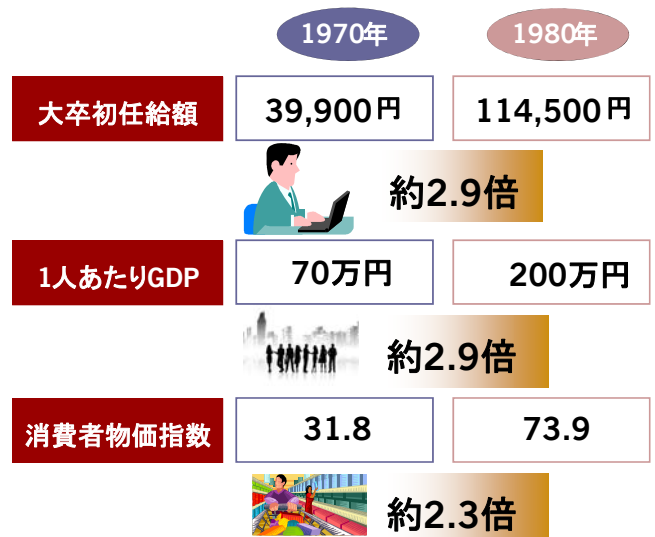 1970年 1980年
大卒初任給額 39,900円 114,500円
約2.9倍
1人あたりGDP 70万円 200万円
約2.9倍
消費者物価指数 31.8 73.9
約2.3倍